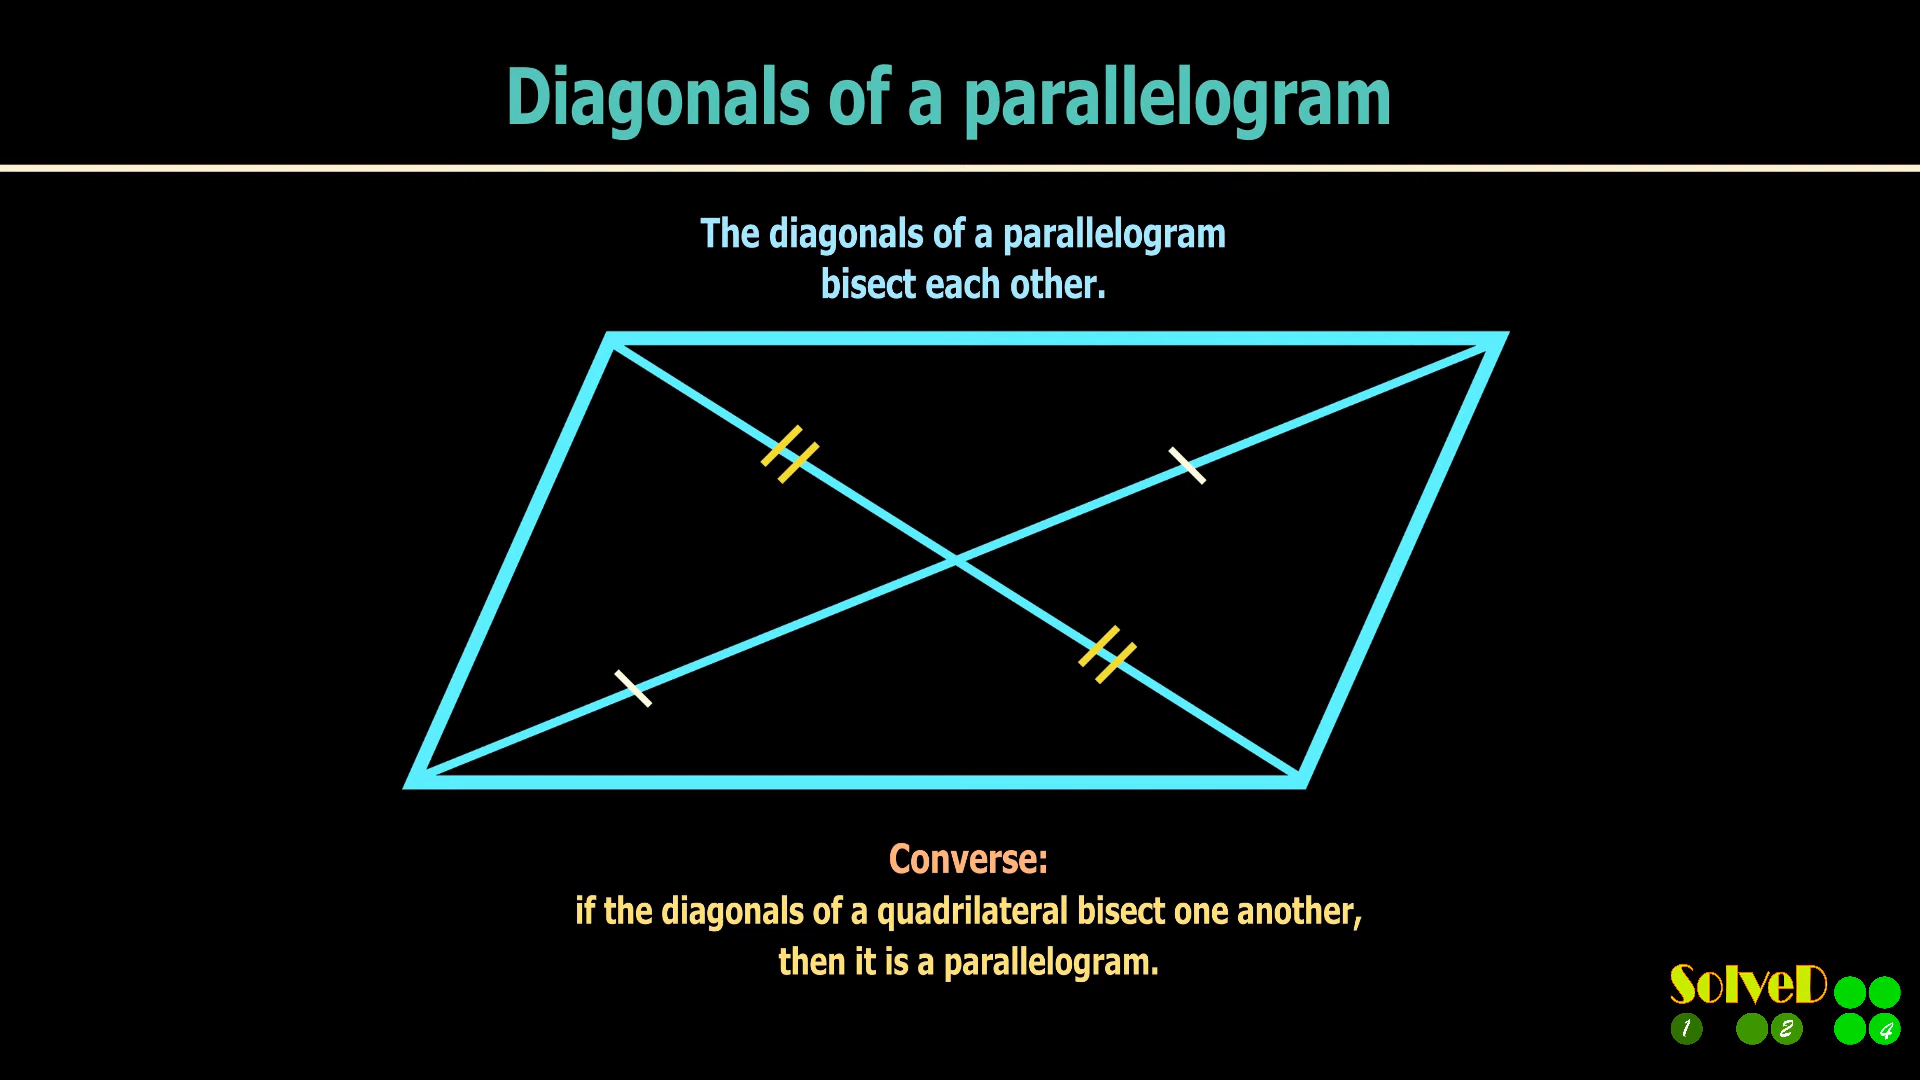 Diagonals of a parallelogram
The diagonals of a parallelogram
bisect each other.
Converse:
if the diagonals of a quadrilateral bisect one another,
then it is a parallelogram.
SolveD
1 2 4